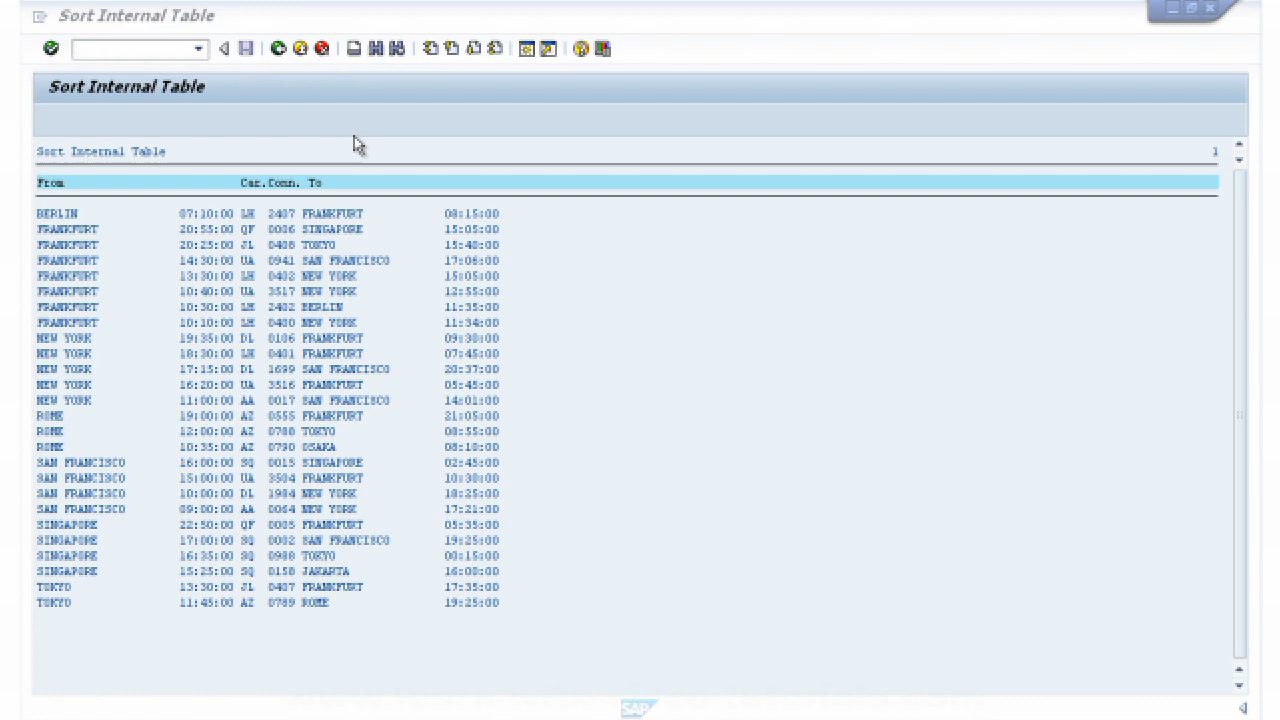 Sort Internal Table
Sort Internal Table
Sort Internal Table 1
From Car.Conn. To
BERLIN 07:10:00 LH 2407 FRANKFURT 08:15:00
FRANKFURT 20:55:00 QF 0006 SINGAPORE 15:05:00
FRANKFURT 20:25:00 JL 0408 TOKYO 15:40:00
FRANKFURT 14:30:00 UA 0941 SAN FRANCISCO 17:06:00
FRANKFURT 13:30:00 LH 0402 NEW YORK 15:05:00
FRANKFURT 10:40:00 UA 3517 NEW YORK 12:55:00
FRANKFURT 10:30:00 LH 2402 BERLIN 11:35:00
FRANKFURT 10:10:00 LH 0400 NEW YORK 11:34:00
NEW YORK 19:35:00 DL 0106 FRANKFURT 09:30:00
NEW YORK 18:30:00 LH 0401 FRANKFURT 07:45:00
NEW YORK 17:15:00 DL 1699 SAN FRANCISCO 20:37:00
NEW YORK 16:20:00 UA 3516 FRANKFURT 05:45:00
NEW YORK 11:00:00 AA 0017 SAN FRANCISCO 14:01:00
ROME 19:00:00 AZ 0555 FRANKFURT 21:05:00
ROME 12:00:00 AZ 0788 TOKYO 08:55:00
ROME 10:35:00 AZ 0790 OSAKA 08:10:00
SAN FRANCISCO 16:00:00 SQ 0015 SINGAPORE 02:45:00
SAN FRANCISCO 15:00:00 UA 3504 FRANKFURT 10:30:00
SAN FRANCISCO 10:00:00 DL 1984 NEW YORK 18:25:00
SAN FRANCISCO 09:00:00 AA 0064 NEW YORK 17:21:00
SINGAPORE 22:50:00 QF 0005 FRANKFURT 05:35:00
SINGAPORE 17:00:00 SQ 0002 SAN FRANCISCO 19:25:00
SINGAPORE 16:35:00 SQ 0988 TOKYO 00:15:00
SINGAPORE 15:25:00 SQ 0158 JAKARTA 16:00:00
TOKYO 13:30:00 JL 0407 FRANKFURT 17:35:00
TOKYO 11:45:00 AZ 0789 ROME 19:25:00
SAP